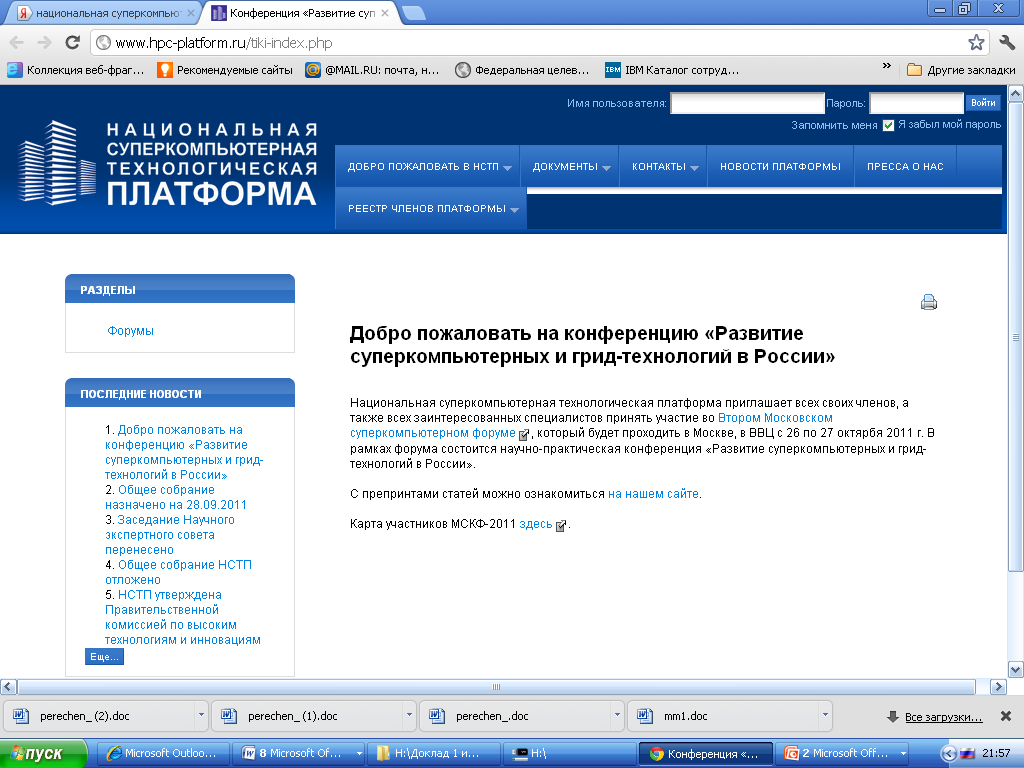 национальная суперкомпьют
Конференция «Развитие суп
www.hpc-platform.ru/tiki-index.php
Коллекция веб-фраг...
Рекомендуемые сайты
@MAIL.RU: почта, н...
Федеральная целев...
IBM
IBM Каталог сотруд...
»
Другие закладки
Имя пользователя:
Пароль:
Войти
Запомнить меня
Я забыл мой пароль
НАЦИОНАЛЬНАЯ
СУПЕРКОМПЬЮТЕРНАЯ
ТЕХНОЛОГИЧЕСКАЯ
ПЛАТФОРМА
ДОБРО ПОЖАЛОВАТЬ В НСТП
ДОКУМЕНТЫ
КОНТАКТЫ
НОВОСТИ ПЛАТФОРМЫ
ПРЕССА О НАС
РЕЕСТР ЧЛЕНОВ ПЛАТФОРМЫ
РАЗДЕЛЫ
Форумы
ПОСЛЕДНИЕ НОВОСТИ
1. Добро пожаловать на
конференцию «Развитие
суперкомпьютерных и грид-
технологий в России»
2. Общее собрание
назначено на 28.09.2011
3. Заседание Научного
экспертного совета
перенесено
4. Общее собрание НСТП
отложено
5. НСТП утверждена
Правительственной
комиссией по высоким
технологиям и инновациям
Еще...
Добро пожаловать на конференцию «Развитие
суперкомпьютерных и грид-технологий в России»
Национальная суперкомпьютерная технологическая платформа приглашает всех своих членов, а
также всех заинтересованных специалистов принять участие во Втором Московском
суперкомпьютерном форуме , который будет проходить в Москве, в ВВЦ с 26 по 27 октярбя 2011 г. В
рамках форума состоится научно-практическая конференция «Развитие суперкомпьютерных и грид-
технологий в России».
С препринтами статей можно ознакомиться на нашем сайте.
Карта участников МСКФ-2011 здесь .
perechen_ (2).doc
perechen_ (1).doc
perechen_.doc
mm1.doc
Все загрузки...
пуск
Microsoft Outloo...
8 Microsoft Of...
H:\Доклад 1 и...
H:\
Конференция «...
2 Microsoft Off...
21:57